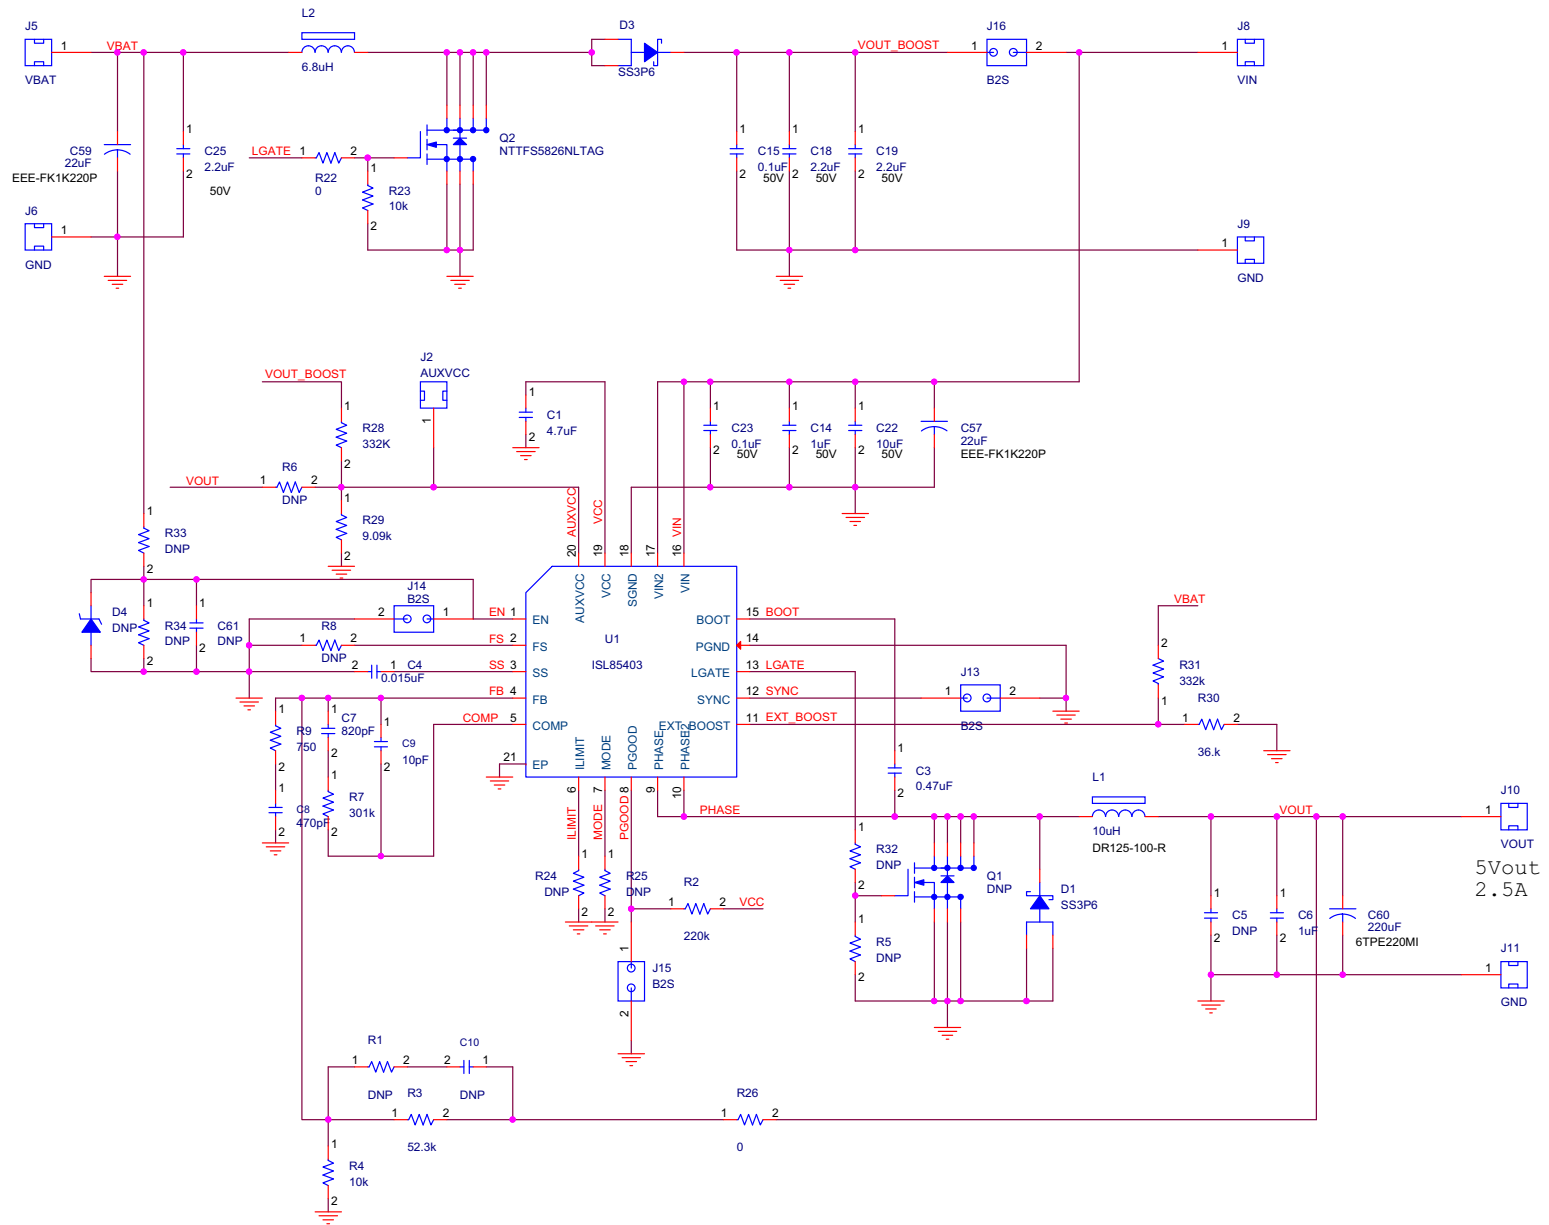 J5
1
VBAT
VBAT
L2
6.8uH
D3
SS3P6
VOUT_BOOST
J16
1
2
B2S
J8
1
VIN
C59
22uF
EEE-FK1K220P
1
C25
2.2uF
2
50V
LGATE
1
2
R22
0
1
R23
10k
2
Q2
NTTFS5826NLTAG
1
C15
0.1uF
2
50V
1
C18
2.2uF
2
50V
1
C19
2.2uF
2
50V
J6
1
GND
J9
1
GND
VOUT_BOOST
J2
AUXVCC
1
1
R28
332K
2
1
C1
4.7uF
2
1
C23
0.1uF
2
50V
1
C14
1uF
2
50V
1
C22
10uF
2
50V
C57
22uF
EEE-FK1K220P
VOUT
R6
1
2
DNP
1
R29
9.09k
2
AUXVCC
VCC
VIN
20
19
18
17
16
1
R33
DNP
2
D4
DNP
1
R34
DNP
2
1
C61
DNP
2
J14
B2S
2
1
R8
1
2
DNP
C4
2
1
0.015uF
EN
1
FS
2
SS
3
FB
4
COMP
5
21
AUXVCC
VCC
SGND
VIN2
VIN
EN
FS
SS
FB
COMP
EP
U1
ISL85403
BOOT
PGND
LGATE
SYNC
EXT_BOOST
ILIMIT
MODE
PGOOD
PHASE
PHASE2
15
BOOT
14
13
LGATE
12
SYNC
11
EXT_BOOST
J13
1
2
B2S
VBAT
2
R31
332k
1
R30
1
2
36.k
1
R9
750
2
1
C8
470pF
2
1
C7
820pF
2
1
R7
301k
2
1
C9
10pF
2
6
7
8
9
10
ILIMIT
MODE
PGOOD
PHASE
1
C3
0.47uF
2
L1
10uH
DR125-100-R
VOUT
J10
1
VOUT
5Vout
2.5A
1
R24
DNP
2
1
R25
DNP
2
R2
1
2
VCC
220k
1
J15
B2S
2
1
R32
DNP
2
1
R5
DNP
2
Q1
DNP
D1
SS3P6
1
C5
DNP
2
1
C6
1uF
2
C60
220uF
6TPE220MI
J11
1
GND
R1
1
2
DNP
C10
2
1
DNP
R3
1
2
52.3k
R26
1
2
0
1
R4
10k
2